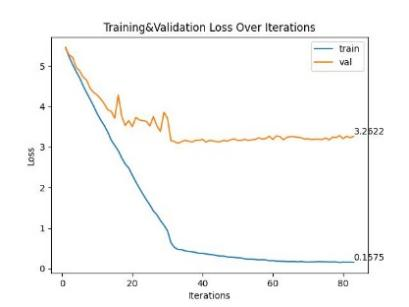 Training&Validation Loss Over Iterations
train
val
5
4
3
2
1
0
Loss
3.2622
0.1575
0 20 40 60 80
Iterations